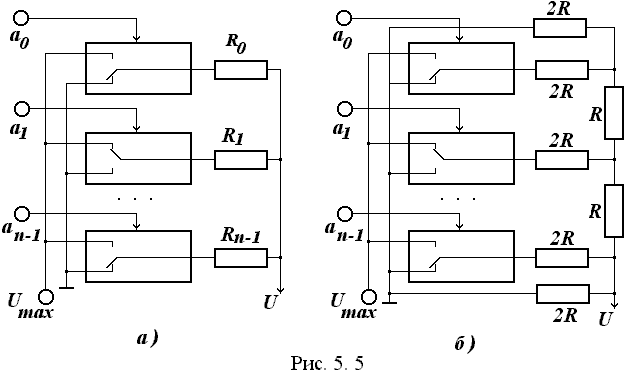 a0 R0 a1 R1 . . . an-1 Rn-1 Umax U
a0 2R 2R R a1 2R . . . R an-1 2R 2R Umax U
а) б)
Рис. 5. 5